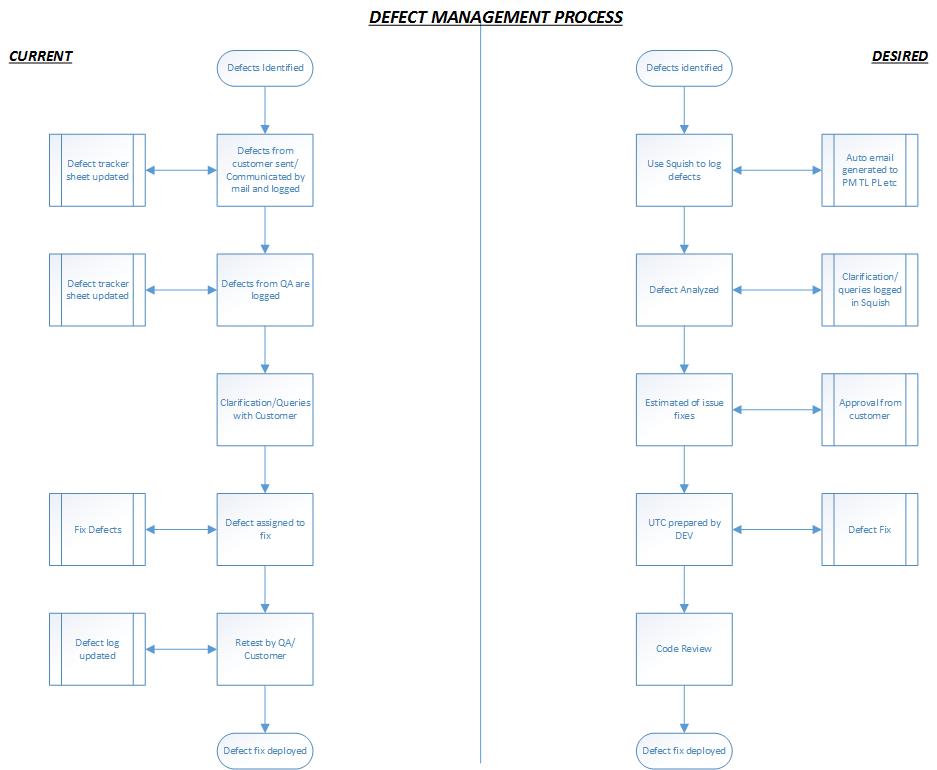 DEFECT MANAGEMENT PROCESS
CURRENT
Defects Identified
Defect tracker
sheet updated
Defects from
customer sent/
Communicated by
mail and logged
Defect tracker
sheet updated
Defects from QA are
logged
Clarification/Queries
with Customer
Fix Defects
Defect assigned to
fix
Defect log
updated
Retest by QA/
Customer
Defect fix deployed
DESIRED
Defects identified
Use Squish to log
defects
Auto email
generated to
PM TL PL etc
Defect Analyzed
Clarification/
queries logged
in Squish
Estimated of issue
fixes
Approval from
customer
UTC prepared by
DEV
Defect Fix
Code Review
Defect fix deployed